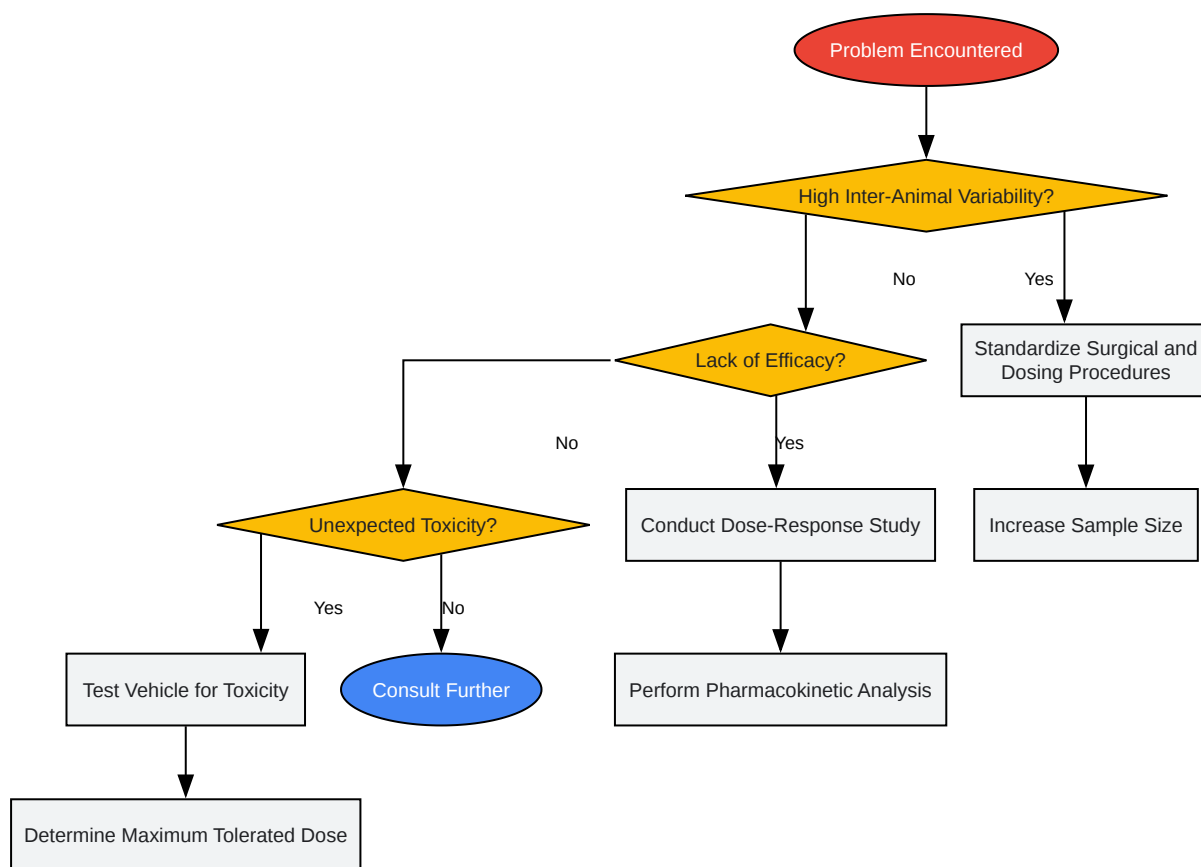 Problem Encountered
High Inter-Animal Variability?
No
Yes
Lack of Efficacy?
Standardize Surgical and
Dosing Procedures
No
Yes
Unexpected Toxicity?
Conduct Dose-Response Study
Increase Sample Size
Yes
No
Test Vehicle for Toxicity
Consult Further
Perform Pharmacokinetic Analysis
Determine Maximum Tolerated Dose